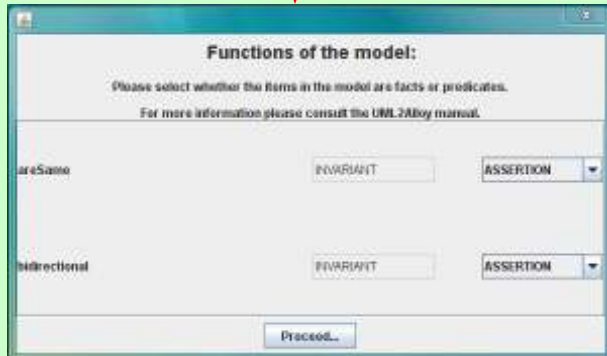 Functions of the model:
Please select whether the items in the model are facts or predicates.
For more information please consult the UML2Alloy manual.
areSame INVARIANT ASSERTION
bidirectional INVARIANT ASSERTION
Proceed...